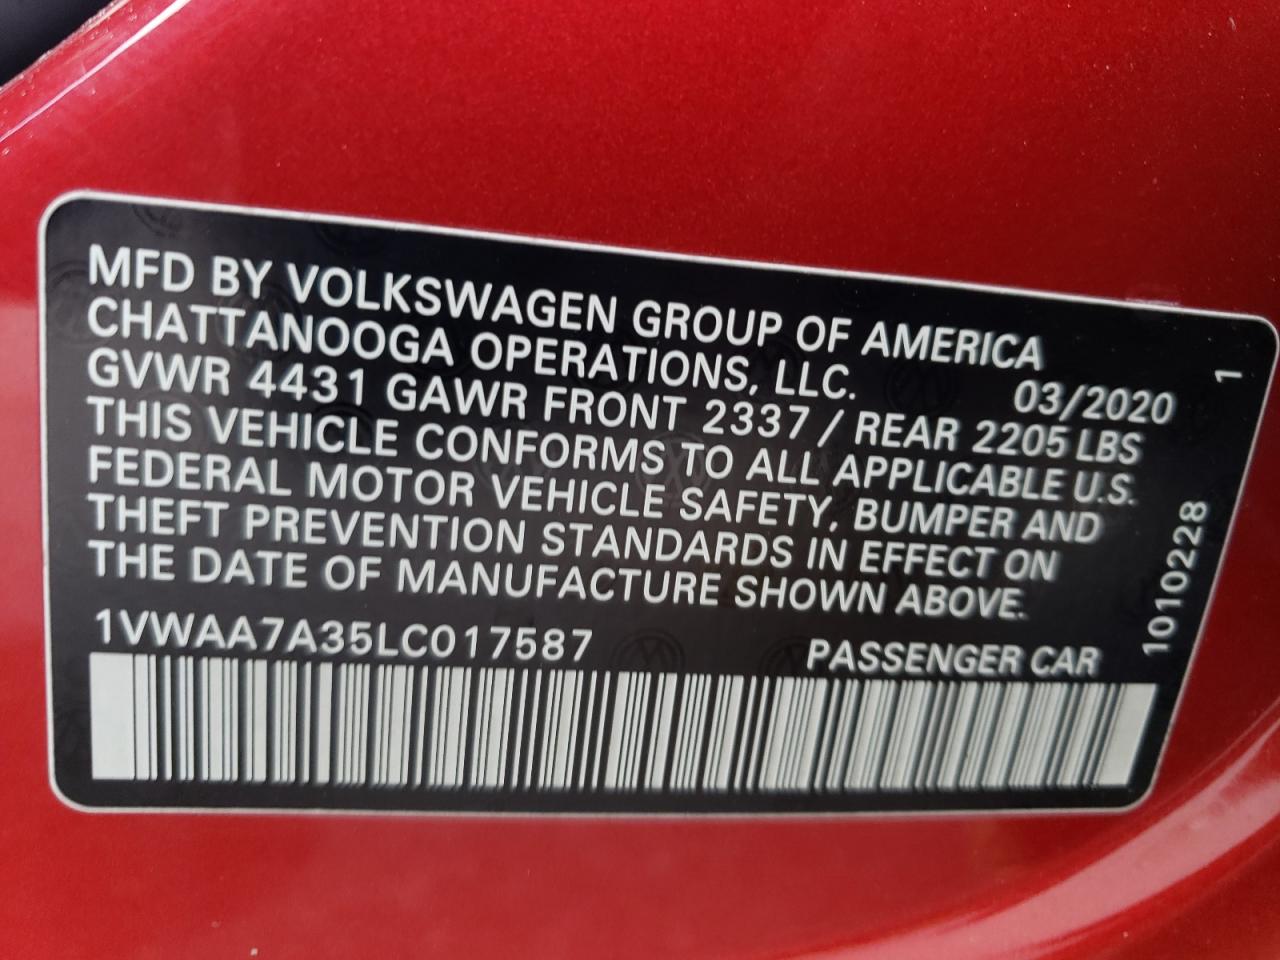 MFD BY VOLKSWAGEN GROUP OF AMERICA
CHATTANOOGA OPERATIONS, LLC. 03/2020
GVWR 4431 GAWR FRONT 2337 / REAR 2205 LBS
THIS VEHICLE CONFORMS TO ALL APPLICABLE U.S.
FEDERAL MOTOR VEHICLE SAFETY, BUMPER AND
THEFT PREVENTION STANDARDS IN EFFECT ON
THE DATE OF MANUFACTURE SHOWN ABOVE.
1VWAA7A35LC017587 PASSENGER CAR
1010228 1